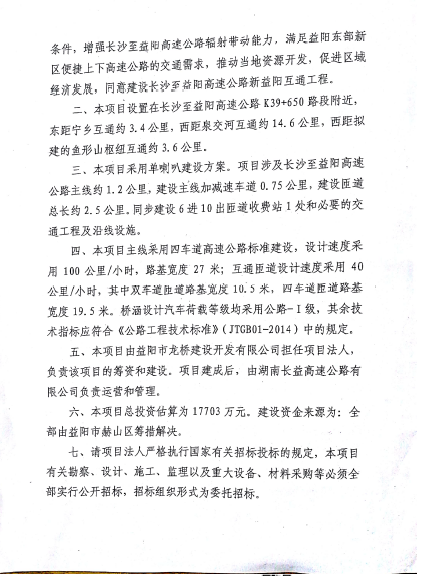 条件，增强长沙至益阳高速公路辐射带动能力，满足益阳东部新
区便捷上下高速公路的交通需求，推动当地资源开发，促进区域
经济发展，同意建设长沙至益阳高速公路新益阳互通工程。
二、本项目设置在长沙至益阳高速公路 K39+650 路段附近，
东距宁乡互通约 3.4 公里，西距泉交河互通约 14.6 公里，西距拟
建的鱼形山枢纽互通约 3.6 公里。
三、本项目采用单喇叭建设方案。项目涉及长沙至益阳高速
公路主线约 1.2 公里，建设主线加减速车道 0.75 公里，建设匝道
总长约 2.5 公里。同步建设 6 进 10 出匝道收费站 1 处和必要的交
通工程及沿线设施。
四、本项目主线采用四车道高速公路标准建设，设计速度采
用 100 公里/小时，路基宽度 27 米；互通匝道设计速度采用 40
公里/小时，其中双车道匝道路基宽度 10.5 米，四车道匝道路基
宽度 19.5 米。桥涵设计汽车荷载等级均采用公路-Ⅰ级，其余技
术指标应符合《公路工程技术标准》（JTGB01-2014）中的规定。
五、本项目由益阳市龙桥建设开发有限公司担任项目法人，
负责该项目的筹资和建设。项目建成后，由湖南长益高速公路有
限公司负责运营和管理。
六、本项目总投资估算为 17703 万元。建设资金来源为：全
部由益阳市赫山区筹措解决。
七、请项目法人严格执行国家有关招标投标的规定，本项目
有关勘察、设计、施工、监理以及重大设备、材料采购等必须全
部实行公开招标，招标组织形式为委托招标。